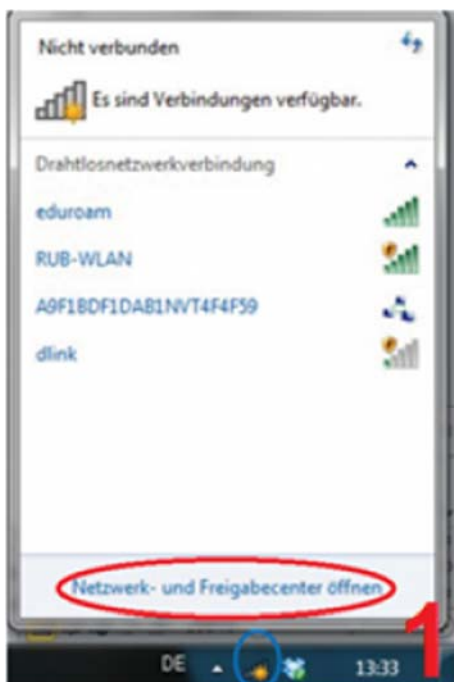 Nicht verbunden
Es sind Verbindungen verfügbar.
Drahtlosnetzwerkverbindung
eduroam
RUB-WLAN
A9F1BDF1DAB1NVT4F4F59
dlink
Netzwerk- und Freigabecenter öffnen
1
DE
13:33